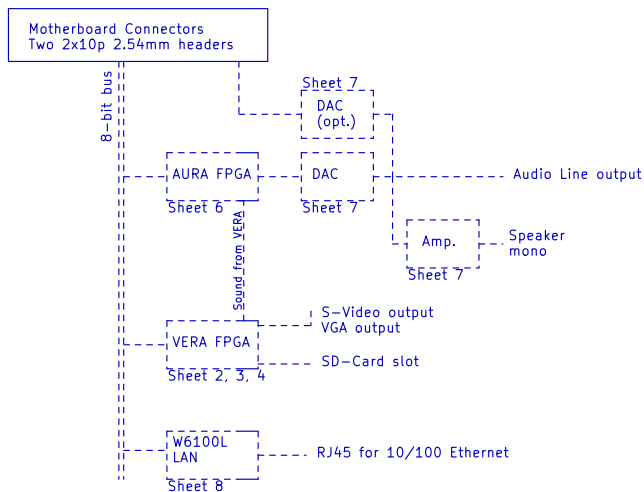 Motherboard Connectors
Two 2x10p 2.54mm headers
8-bit bus
Sheet 7
DAC
(opt.)
AURA FPGA
Sheet 6
DAC
Sheet 7
Audio Line output
Amp.
Sheet 7
Speaker
mono
Sound from VERA
S-Video output
VGA output
VERA FPGA
Sheet 2, 3, 4
SD-Card slot
W6100L
LAN
Sheet 8
RJ45 for 10/100 Ethernet